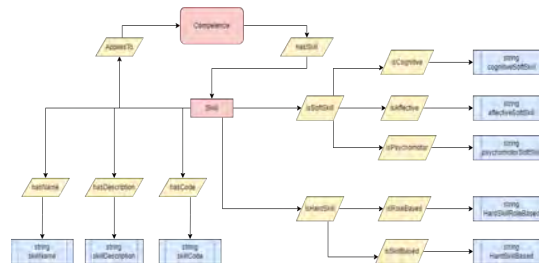 Competence
AppliesTo
hasSkill
isCognitive
string
cognitiveSoftSkill
Skill
isSoftSkill
isAffective
string
affectiveSoftSkill
isPsychomotor
string
psychomotorSoftSkill
hasName
hasDescription
hasCode
isHardSkill
isRoleBased
string
HardSkillRoleBased
string
skillName
string
skillDescription
string
skillCode
isSkillBased
string